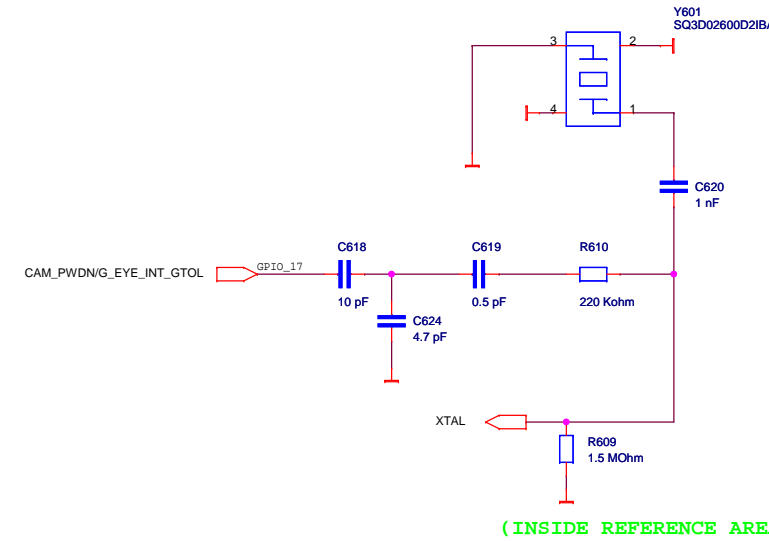 Y601
SQ3D02600D2IBA
3
2
4
1
C620
1 nF
C618
C619
R610
CAM_PWDN/G_EYE_INT_GTOL
GPIO_17
10 pF
0.5 pF
220 Kohm
C624
4.7 pF
XTAL
R609
1.5 MOhm
(INSIDE REFERENCE ARE